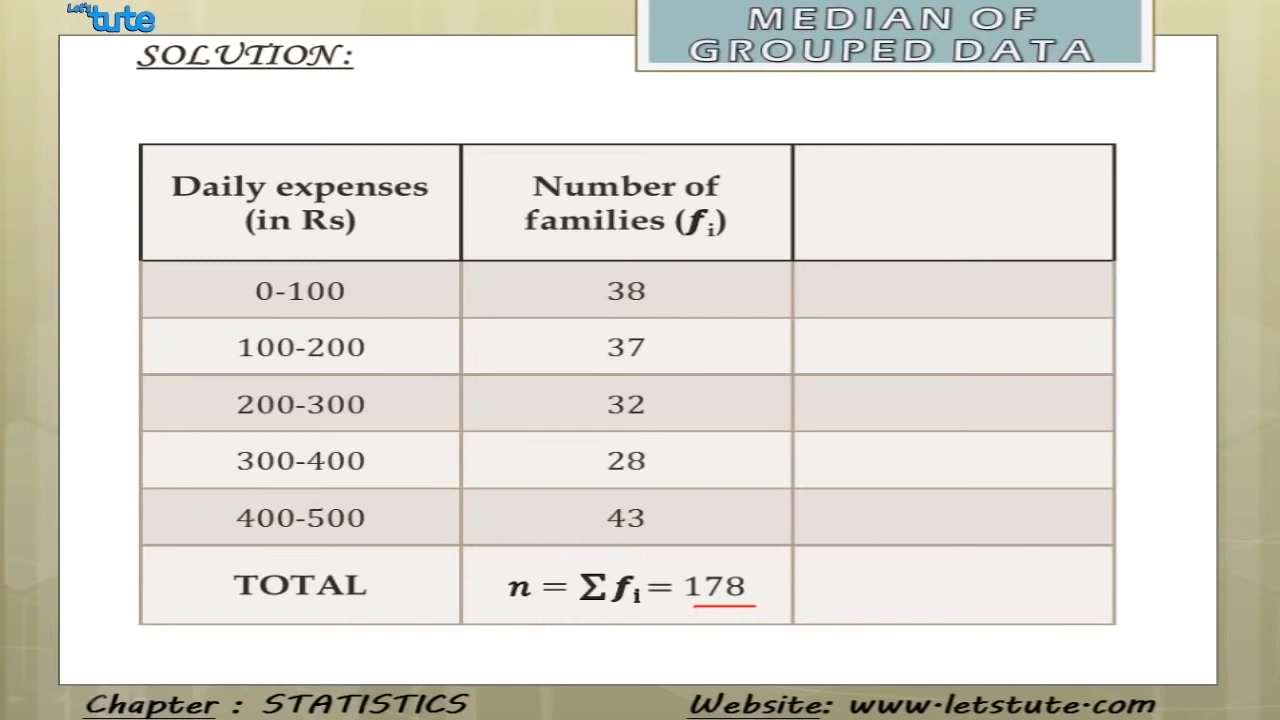 Let's
tute
MEDIAN OF
GROUPED DATA
SOLUTION:
Daily expenses
(in Rs)
Number of
families (fi)
0-100 38
100-200 37
200-300 32
300-400 28
400-500 43
TOTAL n = Σfi = 178
Chapter : STATISTICS
Website: www.letstute.com